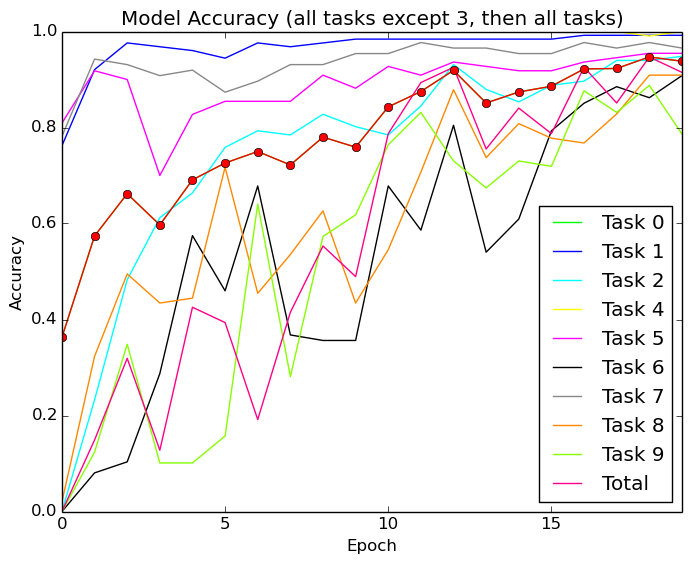 Model Accuracy (all tasks except 3, then all tasks)
1.0
0.8
0.6
0.4
0.2
0.0
Accuracy
0
5
10
15
Epoch
Task 0
Task 1
Task 2
Task 4
Task 5
Task 6
Task 7
Task 8
Task 9
Total